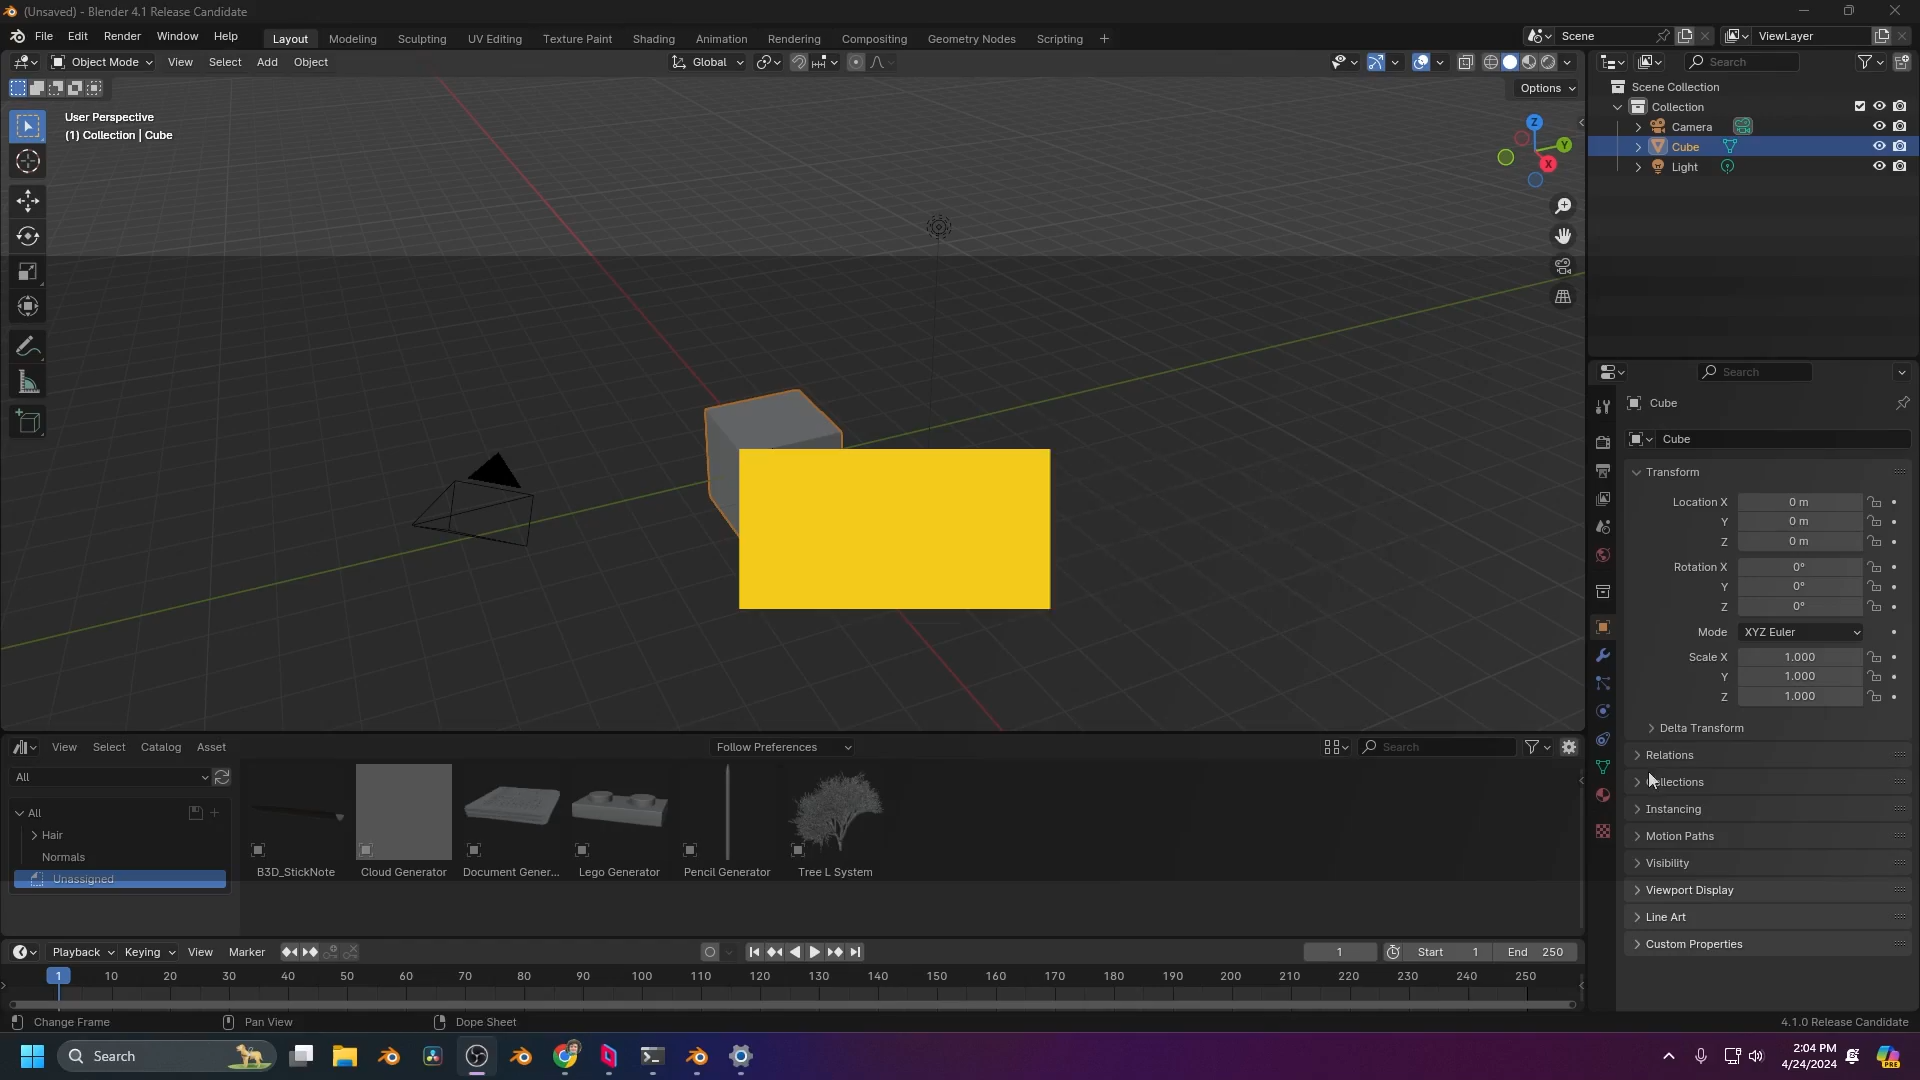 (Unsaved) - Blender 4.1 Release Candidate
File Edit Render Window Help
Layout Modeling Sculpting UV Editing Texture Paint Shading Animation Rendering Compositing Geometry Nodes Scripting +
Scene
ViewLayer
Object Mode View Select Add Object
Global
Search
Options
User Perspective
(1) Collection | Cube
Z
Y
X
Scene Collection
Collection
Camera
Cube
Light
Search
Cube
Cube
Transform
Location X 0 m
Y 0 m
Z 0 m
Rotation X 0°
Y 0°
Z 0°
Mode XYZ Euler
Scale X 1.000
Y 1.000
Z 1.000
Delta Transform
Relations
Instancing
Motion Paths
Visibility
Viewport Display
Line Art
Custom Properties
View Select Catalog Asset
Follow Preferences
Search
All
All
Hair
Normals
Unassigned
B3D_StickNote
Cloud Generator
Document Gener...
Lego Generator
Pencil Generator
Tree L System
Playback Keying View Marker
1
Start 1
End 250
1 10 20 30 40 50 60 70 80 90 100 110 120 130 140 150 160 170 180 190 200 210 220 230 240 250
Change Frame
Pan View
Dope Sheet
4.1.0 Release Candidate
Search
2:04 PM
4/24/2024
PRE